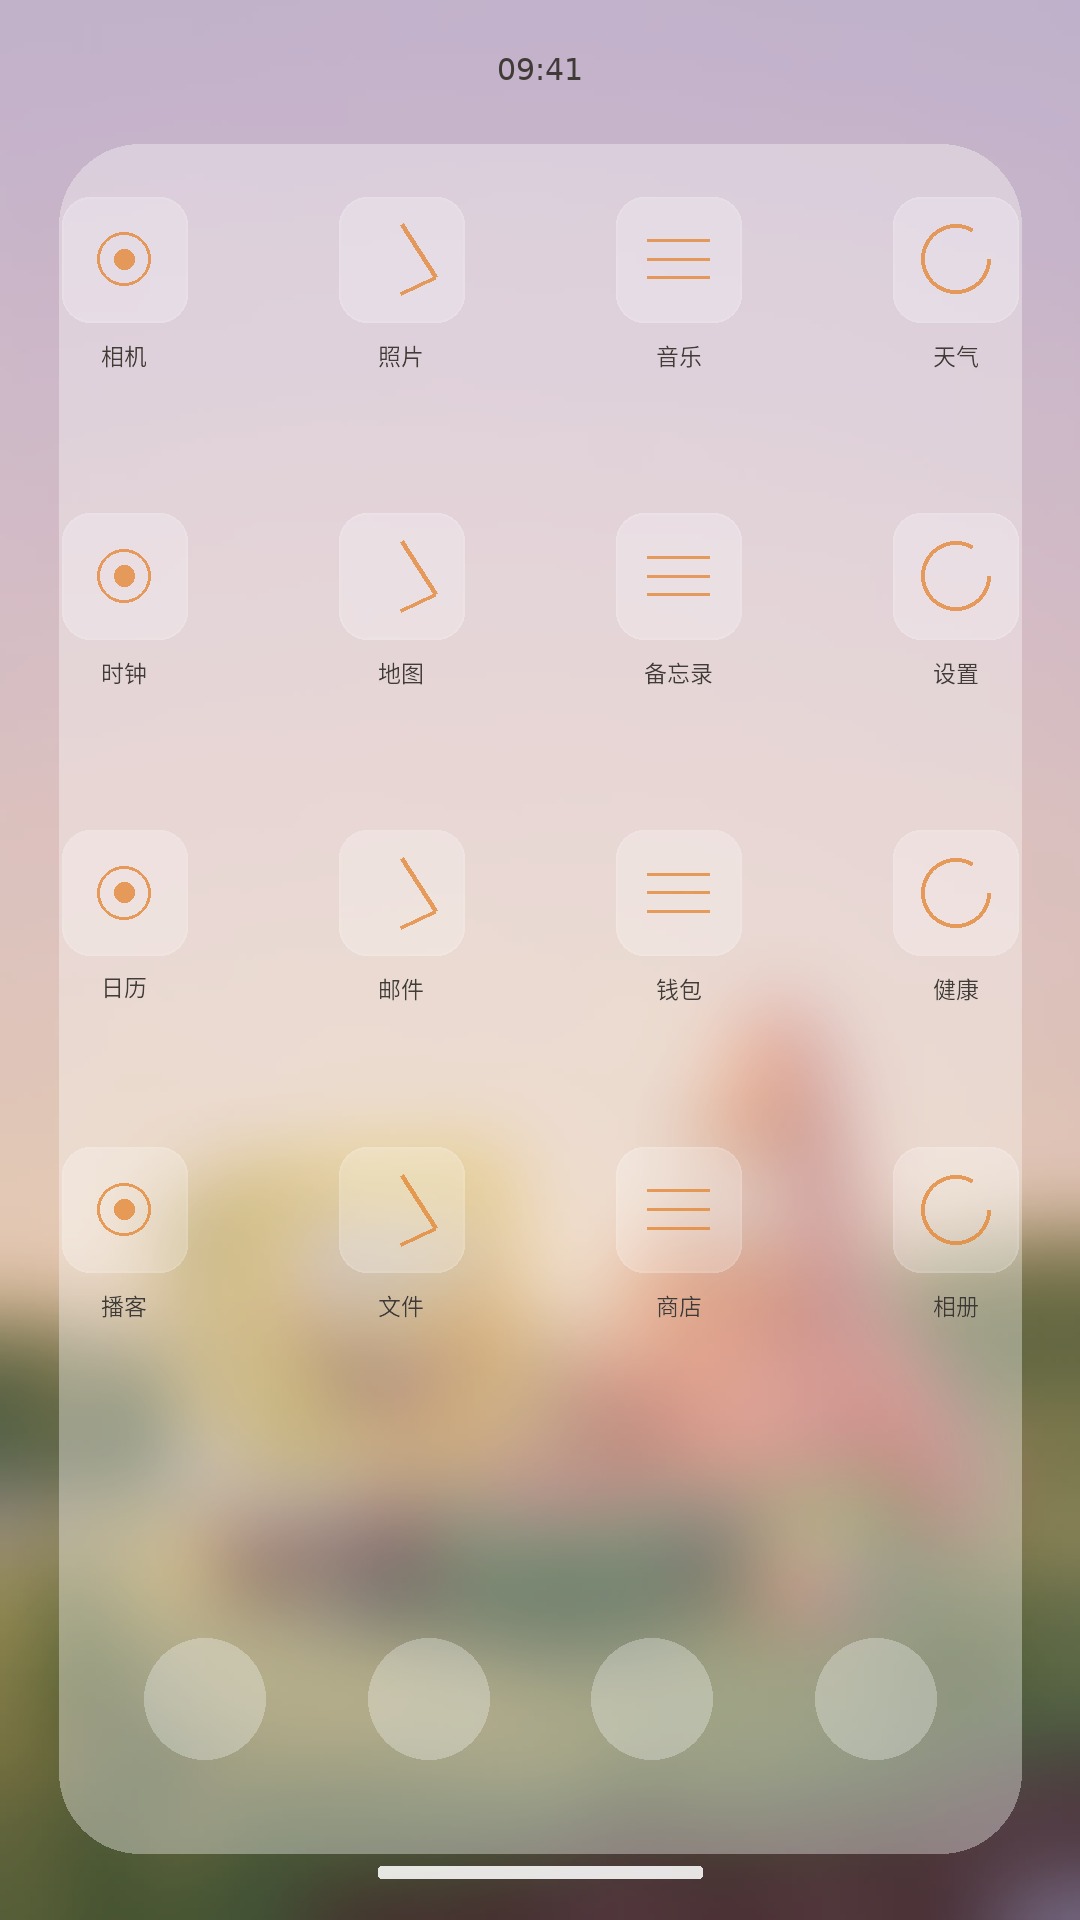 09:41
相机 照片 音乐 天气
时钟 地图 备忘录 设置
日历 邮件 钱包 健康
播客 文件 商店 相册